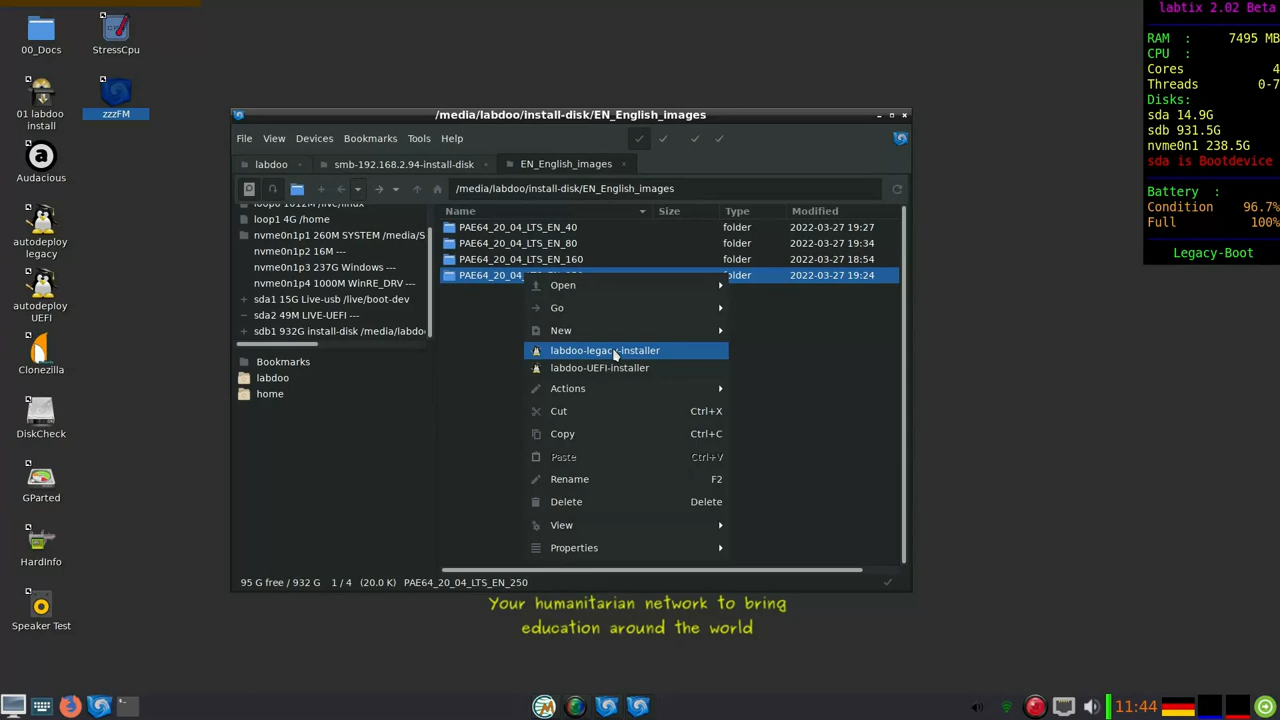 labtix 2.02 Beta
RAM : 7495 MB
CPU :
Cores 4
Threads 0-7
Disks:
sda 14.9G
sdb 931.5G
nvme0n1 238.5G
sda is Bootdevice
Battery :
Condition 96.7%
Full 100%
Legacy-Boot
00_Docs
StressCpu
01 labdoo
install
zzzFM
Audacious
autodeploy
legacy
autodeploy
UEFI
Clonezilla
DiskCheck
GParted
HardInfo
Speaker Test
/media/labdoo/install-disk/EN_English_images
File View Devices Bookmarks Tools Help
labdoo smb-192.168.2.94-install-disk EN_English_images
/media/labdoo/install-disk/EN_English_images
Name Size Type Modified
loop1 4G /home
nvme0n1p1 260M SYSTEM /media/S
nvme0n1p2 16M ---
nvme0n1p3 237G Windows ---
nvme0n1p4 1000M WinRE_DRV ---
sda1 15G Live-usb /live/boot-dev
sda2 49M LIVE-UEFI ---
sdb1 932G install-disk /media/labdo
Bookmarks
labdoo
home
PAE64_20_04_LTS_EN_40 folder 2022-03-27 19:27
PAE64_20_04_LTS_EN_80 folder 2022-03-27 19:34
PAE64_20_04_LTS_EN_160 folder 2022-03-27 18:54
PAE64_20_04_LTS_EN_250 folder 2022-03-27 19:24
Open
Go
New
labdoo-legacy-installer
labdoo-UEFI-installer
Actions
Cut Ctrl+X
Copy Ctrl+C
Paste Ctrl+V
Rename F2
Delete Delete
View
Properties
95 G free / 932 G 1 / 4 (20.0 K) PAE64_20_04_LTS_EN_250
Your humanitarian network to bring
education around the world
11:44